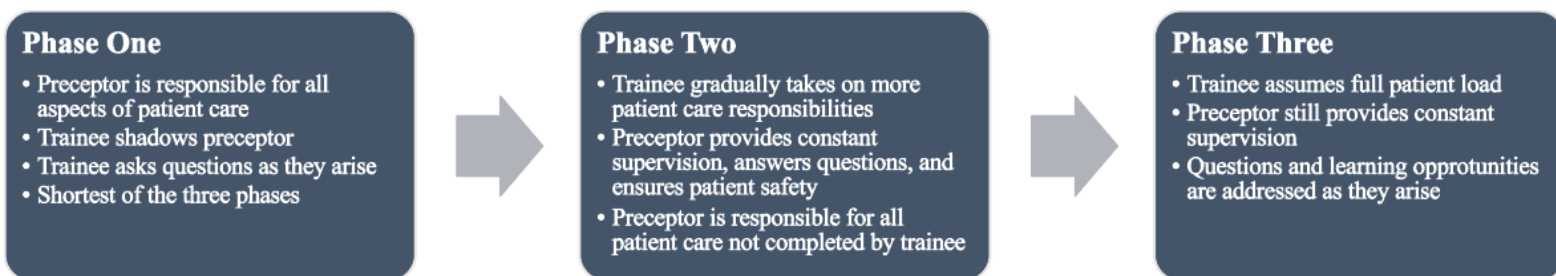 Phase One
• Preceptor is responsible for all
aspects of patient care
• Trainee shadows preceptor
• Trainee asks questions as they arise
• Shortest of the three phases
Phase Two
• Trainee gradually takes on more
patient care responsibilities
• Preceptor provides constant
supervision, answers questions, and
ensures patient safety
• Preceptor is responsible for all
patient care not completed by trainee
Phase Three
• Trainee assumes full patient load
• Preceptor still provides constant
supervision
• Questions and learning opprotunities
are addressed as they arise